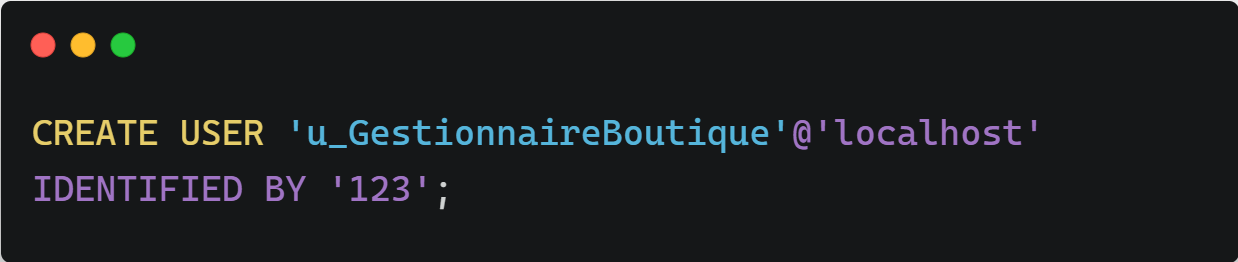 CREATE USER 'u_GestionnaireBoutique'@'localhost'
IDENTIFIED BY '123';